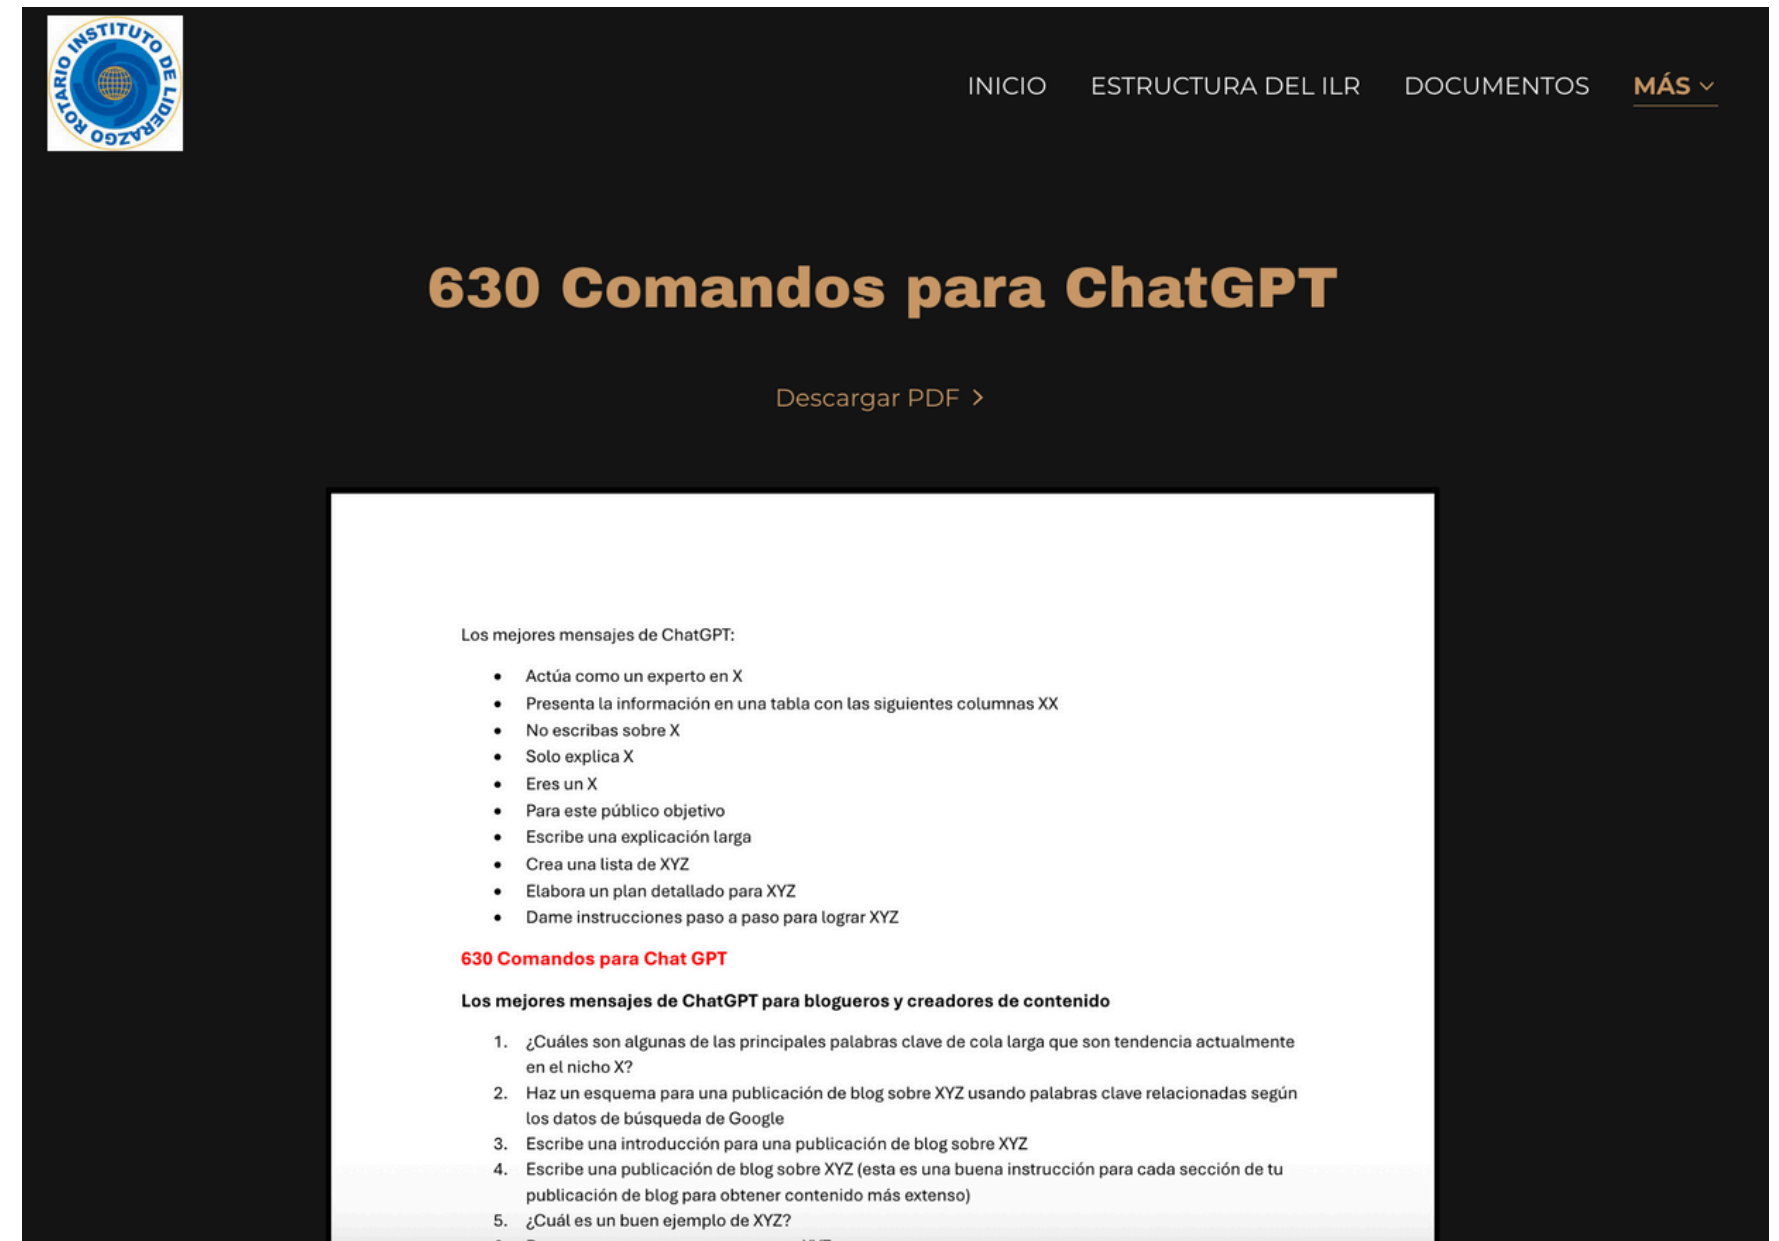 INSTITUTO DE LIDERAZGO ROTARIO
INICIO ESTRUCTURA DEL ILR DOCUMENTOS MÁS
630 Comandos para ChatGPT
Descargar PDF
Los mejores mensajes de ChatGPT:
• Actúa como un experto en X
• Presenta la información en una tabla con las siguientes columnas XX
• No escribas sobre X
• Solo explica X
• Eres un X
• Para este público objetivo
• Escribe una explicación larga
• Crea una lista de XYZ
• Elabora un plan detallado para XYZ
• Dame instrucciones paso a paso para lograr XYZ
630 Comandos para Chat GPT
Los mejores mensajes de ChatGPT para blogueros y creadores de contenido
1. ¿Cuáles son algunas de las principales palabras clave de cola larga que son tendencia actualmente
en el nicho X?
2. Haz un esquema para una publicación de blog sobre XYZ usando palabras clave relacionadas según
los datos de búsqueda de Google
3. Escribe una introducción para una publicación de blog sobre XYZ
4. Escribe una publicación de blog sobre XYZ (esta es una buena instrucción para cada sección de tu
publicación de blog para obtener contenido más extenso)
5. ¿Cuál es un buen ejemplo de XYZ?